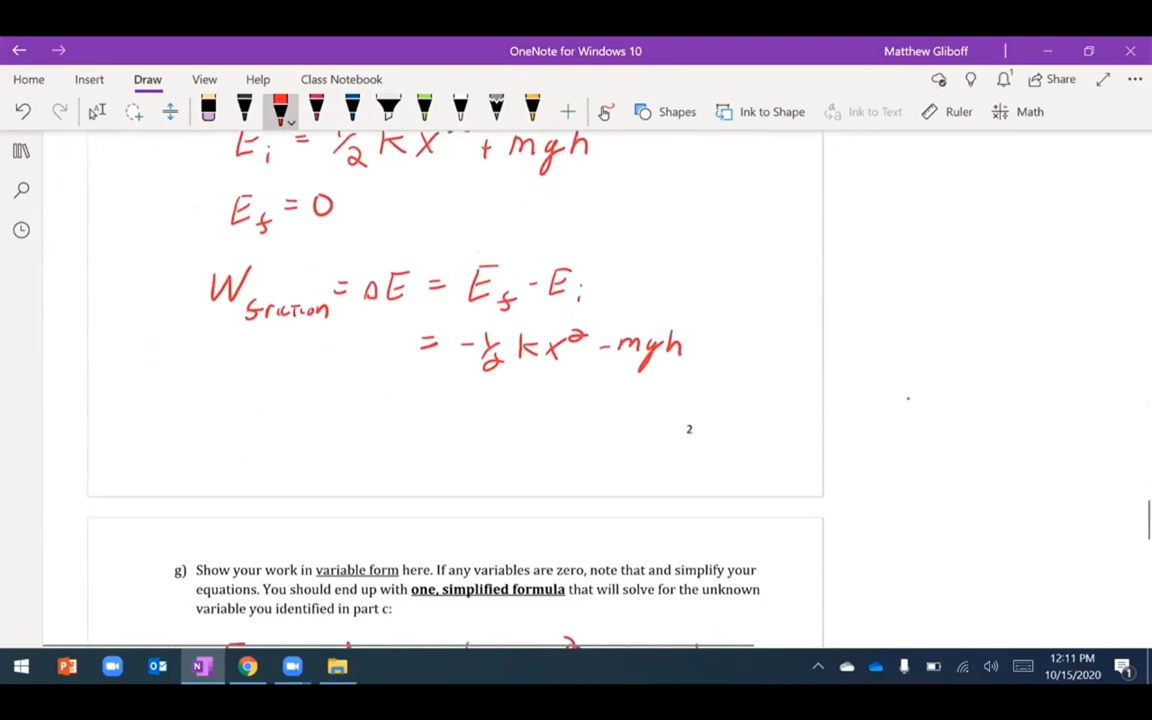 OneNote for Windows 10
Matthew Gliboff
Home Insert Draw View Help Class Notebook Share
Shapes Ink to Shape Ink to Text Ruler Math
E_i = 1/2 K X + mgh
E_f = 0
W_friction = ΔE = E_f - E_i
= -1/2 K x² - mgh
2
g) Show your work in variable form here. If any variables are zero, note that and simplify your
equations. You should end up with one, simplified formula that will solve for the unknown
variable you identified in part c:
12:11 PM
10/15/2020
1